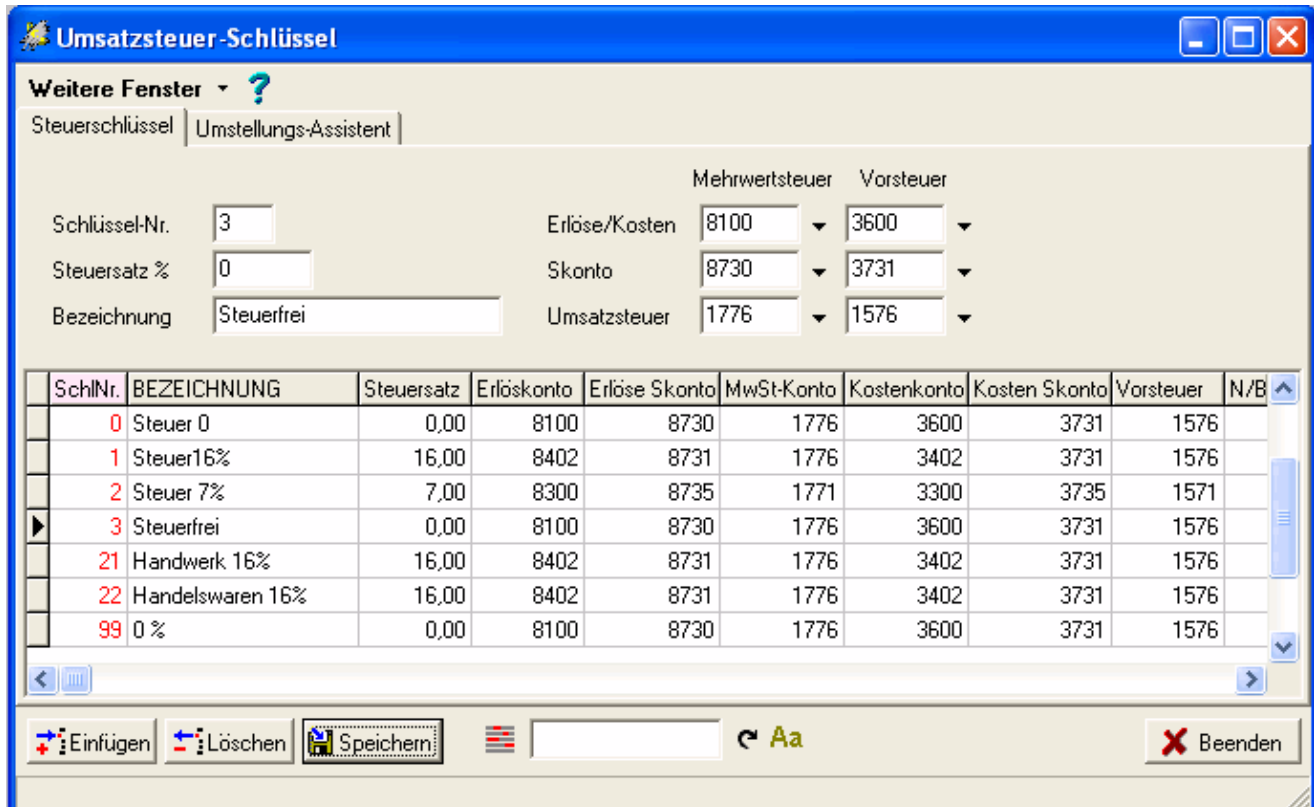 Umsatzsteuer-Schlüssel
Weitere Fenster ?
Steuerschlüssel Umstellungs-Assistent
Mehrwertsteuer Vorsteuer
Schlüssel-Nr. 3 Erlöse/Kosten 8100 3600
Steuersatz % 0 Skonto 8730 3731
Bezeichnung Steuerfrei Umsatzsteuer 1776 1576
SchlNr. BEZEICHNUNG Steuersatz Erlöskonto Erlöse Skonto MwSt-Konto Kostenkonto Kosten Skonto Vorsteuer N/B
0 Steuer 0 0,00 8100 8730 1776 3600 3731 1576
1 Steuer16% 16,00 8402 8731 1776 3402 3731 1576
2 Steuer 7% 7,00 8300 8735 1771 3300 3735 1571
3 Steuerfrei 0,00 8100 8730 1776 3600 3731 1576
21 Handwerk 16% 16,00 8402 8731 1776 3402 3731 1576
22 Handelswaren 16% 16,00 8402 8731 1776 3402 3731 1576
99 0 % 0,00 8100 8730 1776 3600 3731 1576
Einfügen Löschen Speichern Aa Beenden